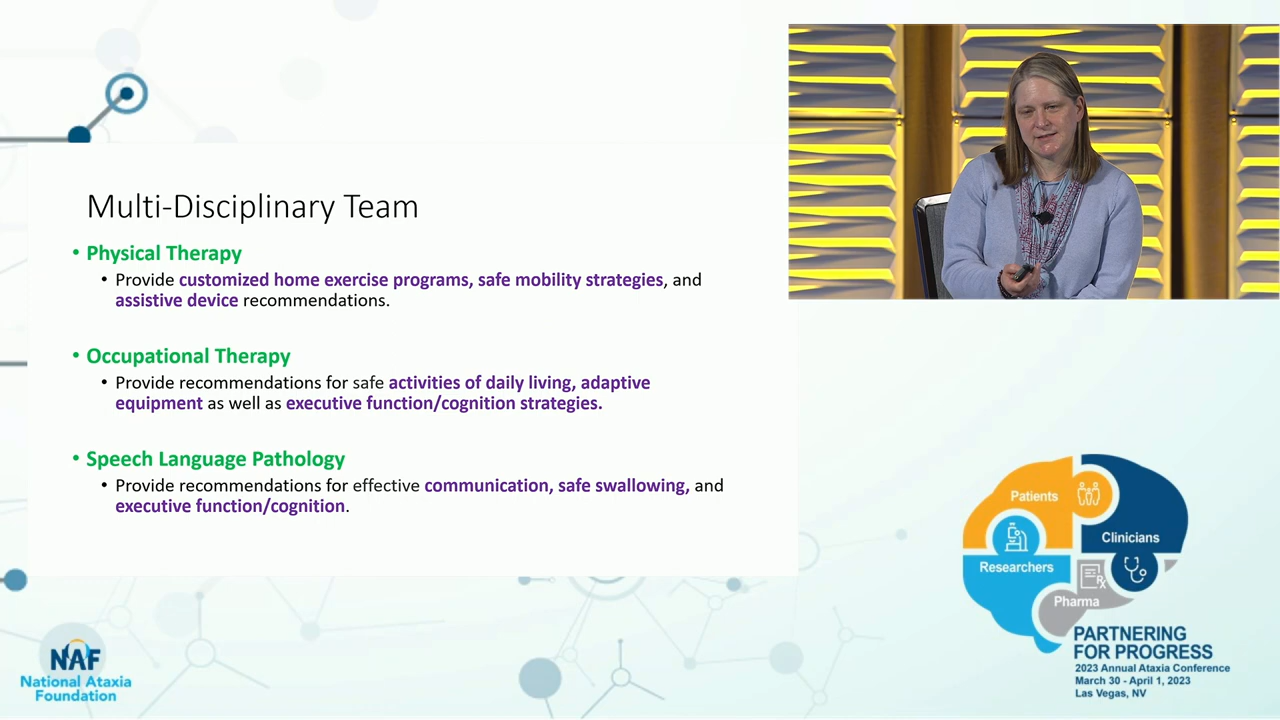 Multi-Disciplinary Team
• Physical Therapy
• Provide customized home exercise programs, safe mobility strategies, and
assistive device recommendations.
• Occupational Therapy
• Provide recommendations for safe activities of daily living, adaptive
equipment as well as executive function/cognition strategies.
• Speech Language Pathology
• Provide recommendations for effective communication, safe swallowing, and
executive function/cognition.
Patients
Clinicians
Researchers
Rx
Pharma
PARTNERING
FOR PROGRESS
2023 Annual Ataxia Conference
March 30 - April 1, 2023
Las Vegas, NV
NAF
National Ataxia
Foundation